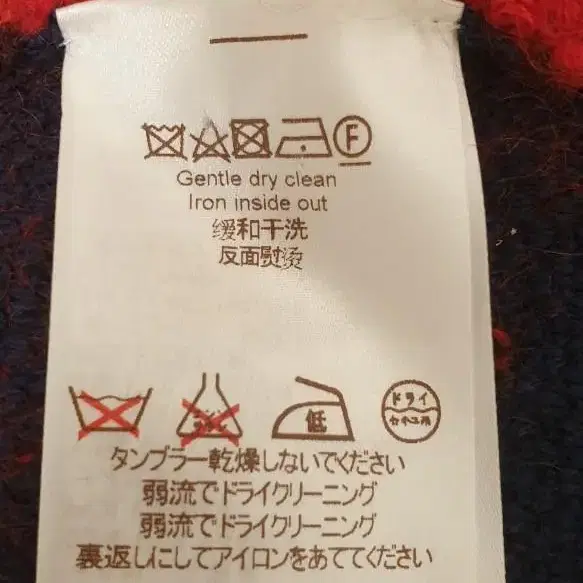 F
Gentle dry clean
Iron inside out
缓和干洗
反面熨烫
低
ドライ
タンブラー乾燥しないでください
弱流でドライクリーニング
弱流でドライクリーニング
裏返しにしてアイロンをあててください